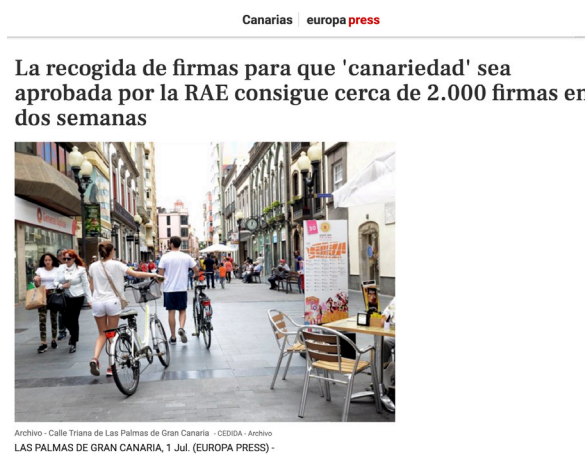 Canarias europapress
La recogida de firmas para que 'canariedad' sea
aprobada por la RAE consigue cerca de 2.000 firmas en
dos semanas
Archivo - Calle Triana de Las Palmas de Gran Canaria - CEDIDA - Archivo
LAS PALMAS DE GRAN CANARIA, 1 Jul. (EUROPA PRESS) -